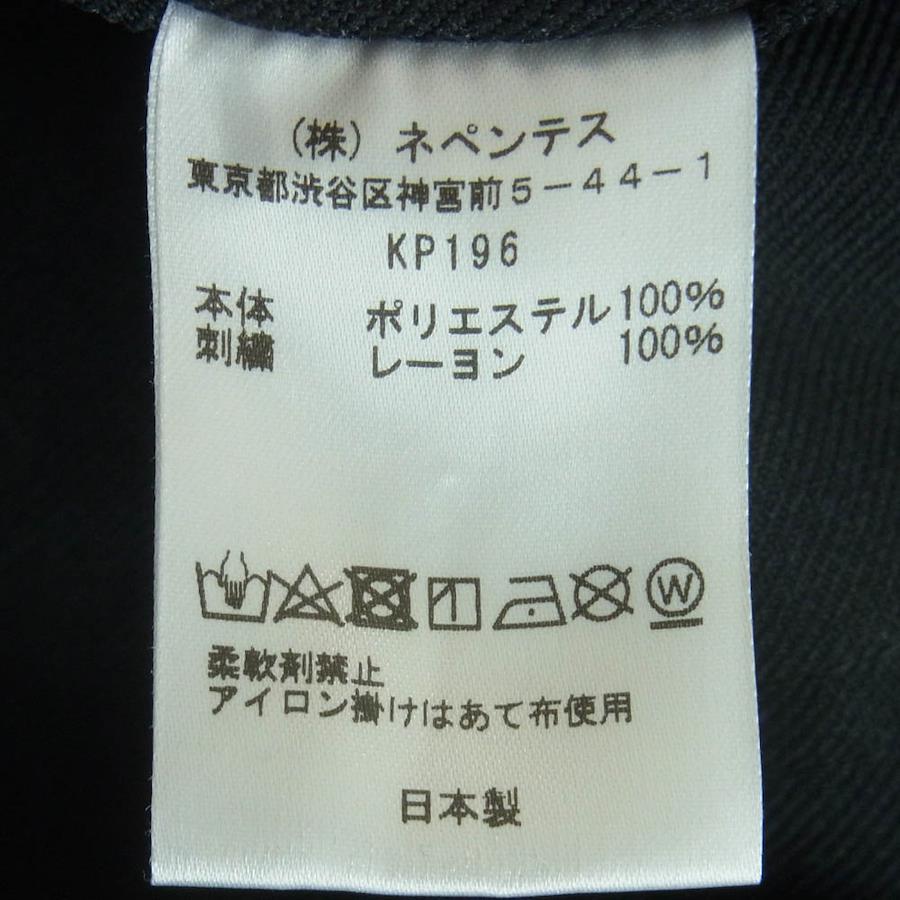 (株) ネペンテス
東京都渋谷区神宮前5-44-1
KP196
本体 ポリエステル100%
刺繍 レーヨン 100%
W
柔軟剤禁止
アイロン掛けはあて布使用
日本製